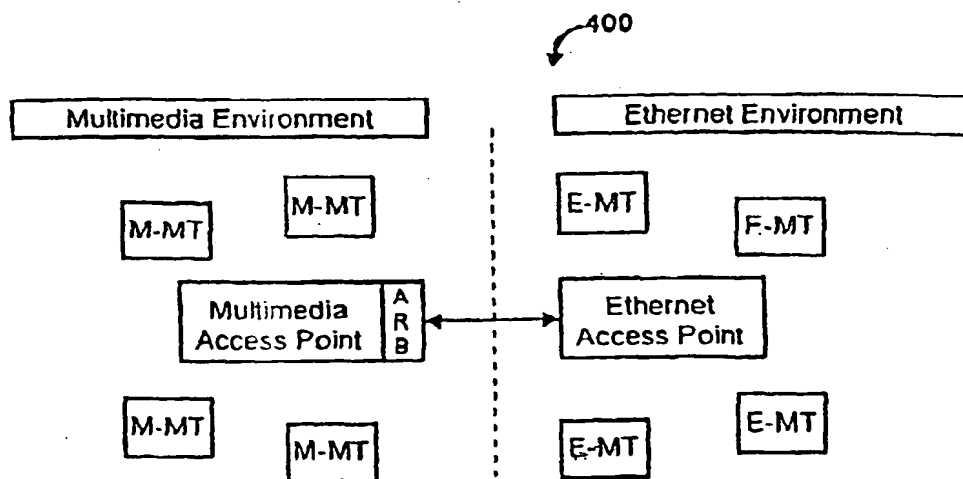 400
Multimedia Environment
Ethernet Environment
M-MT
M-MT
E-MT
E-MT
Multimedia
Access Point
A
R
B
Ethernet
Access Point
M-MT
M-MT
E-MT
E-MT